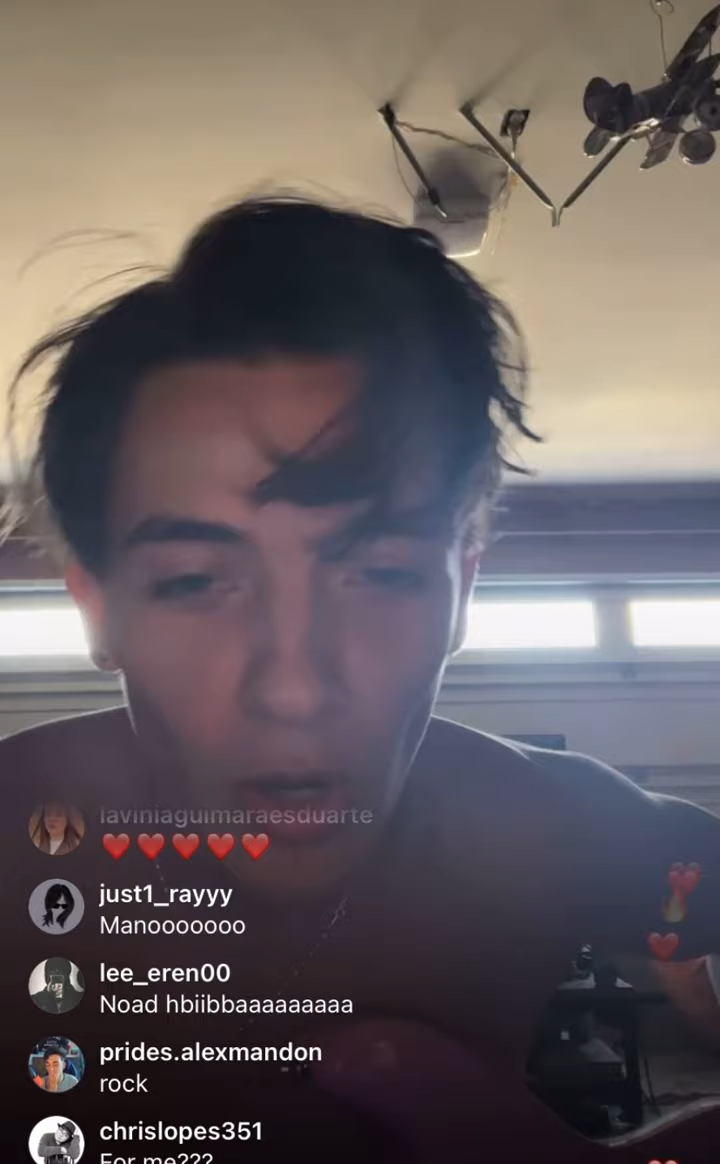 laviniaguimaraesduarte
❤️❤️❤️❤️❤️
just1_rayyy
Manooooooo
lee_eren00
Noad hbiibbaaaaaaaaa
prides.alexmandon
rock
chrislopes351
For me???